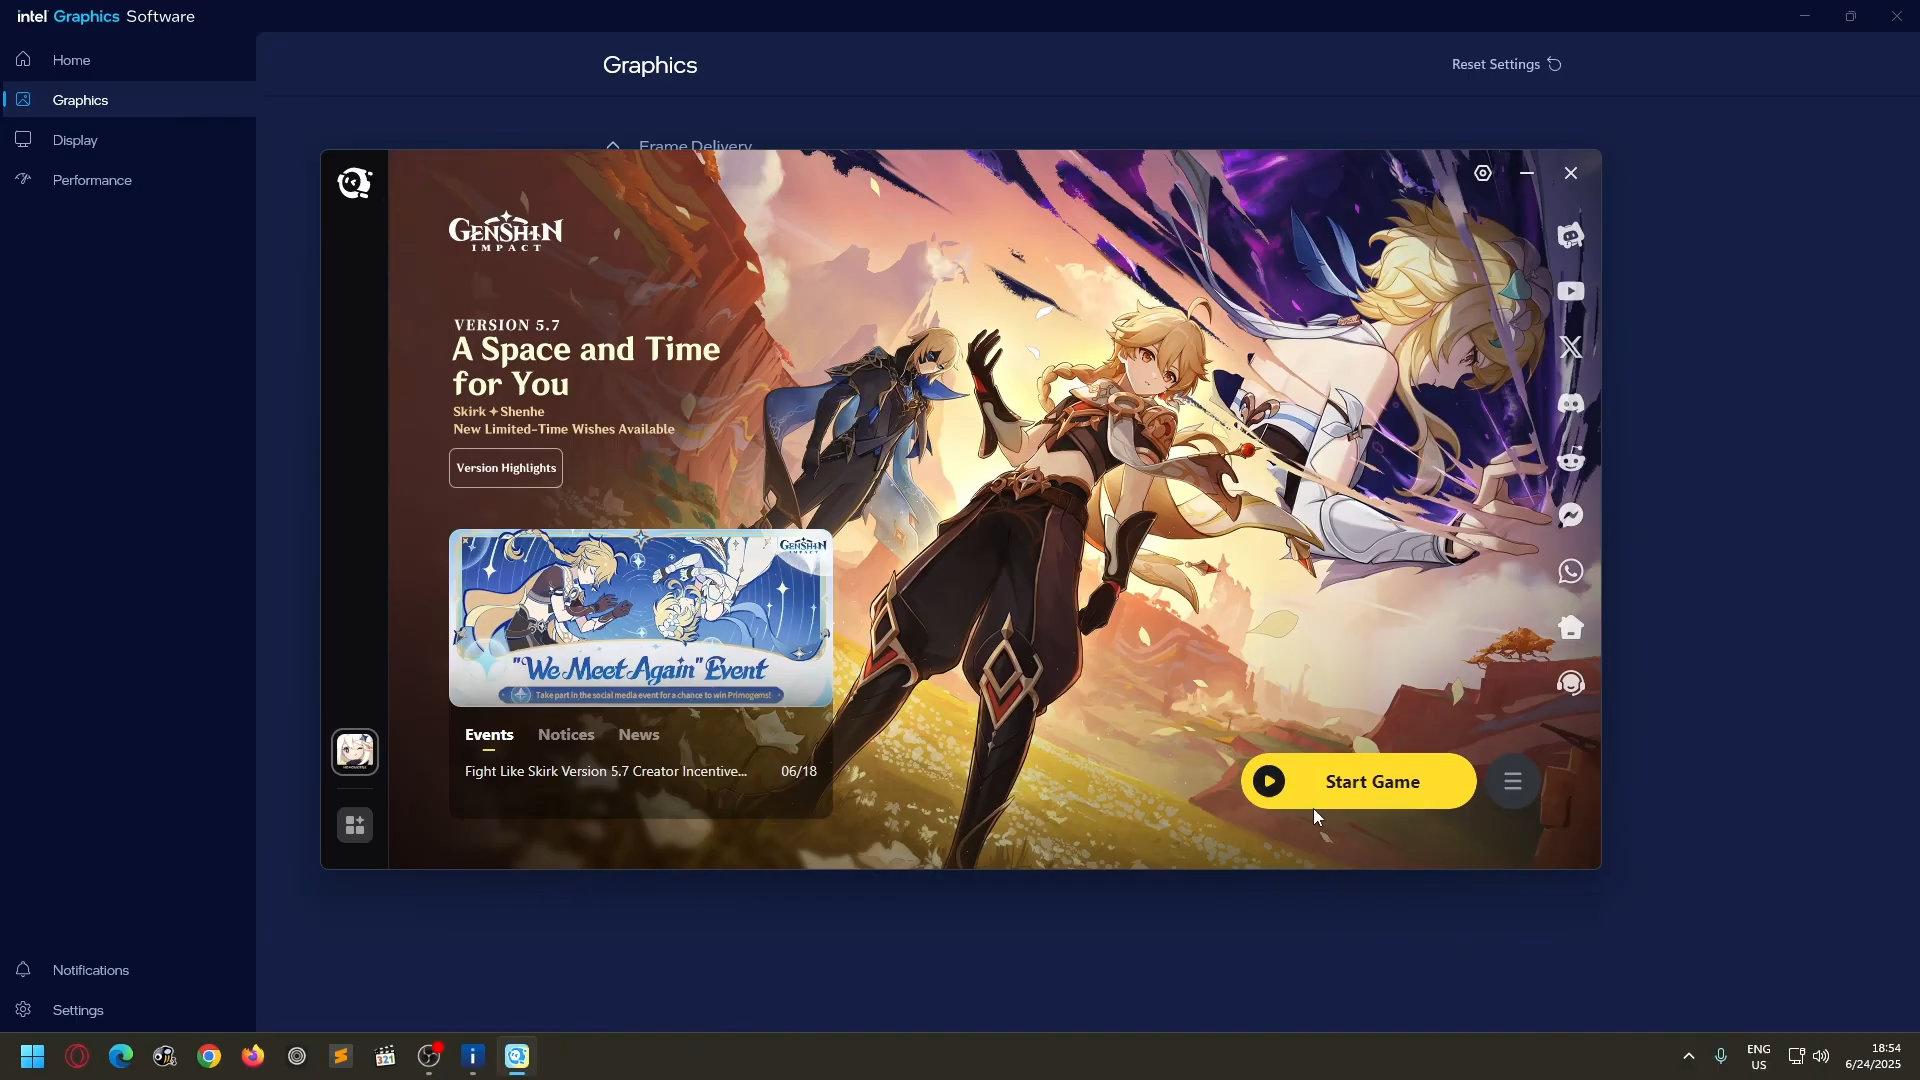 intel Graphics Software
Home
Graphics
Display
Performance
Notifications
Settings
Graphics
Reset Settings
Frame Delivery
GENSHIN
IMPACT
VERSION 5.7
A Space and Time
for You
Skirk ✦ Shenhe
New Limited-Time Wishes Available
Version Highlights
GENSHIN
IMPACT
"We Meet Again" Event
Take part in the social media event for a chance to win Primogems!
Events
Notices
News
Fight Like Skirk Version 5.7 Creator Incentive...
06/18
Start Game
321
ENG
US
18:54
6/24/2025